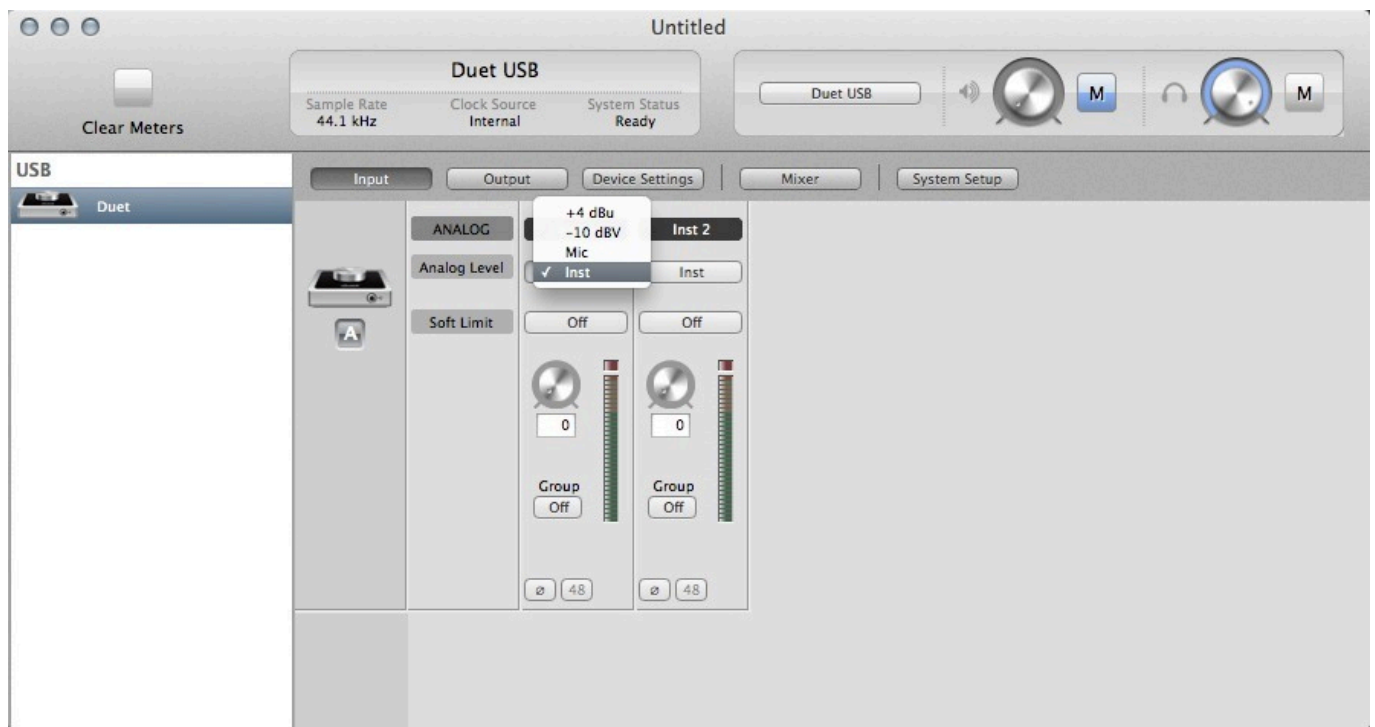 Untitled
Clear Meters
Duet USB
Sample Rate Clock Source System Status
44.1 kHz Internal Ready
Duet USB M M
USB
Duet
Input Output Device Settings Mixer System Setup
ANALOG Inst 2
Analog Level Inst
+4 dBu
-10 dBV
Mic
✓ Inst
Soft Limit Off Off
0 0
Group Group
Off Off
ø 48 ø 48
A